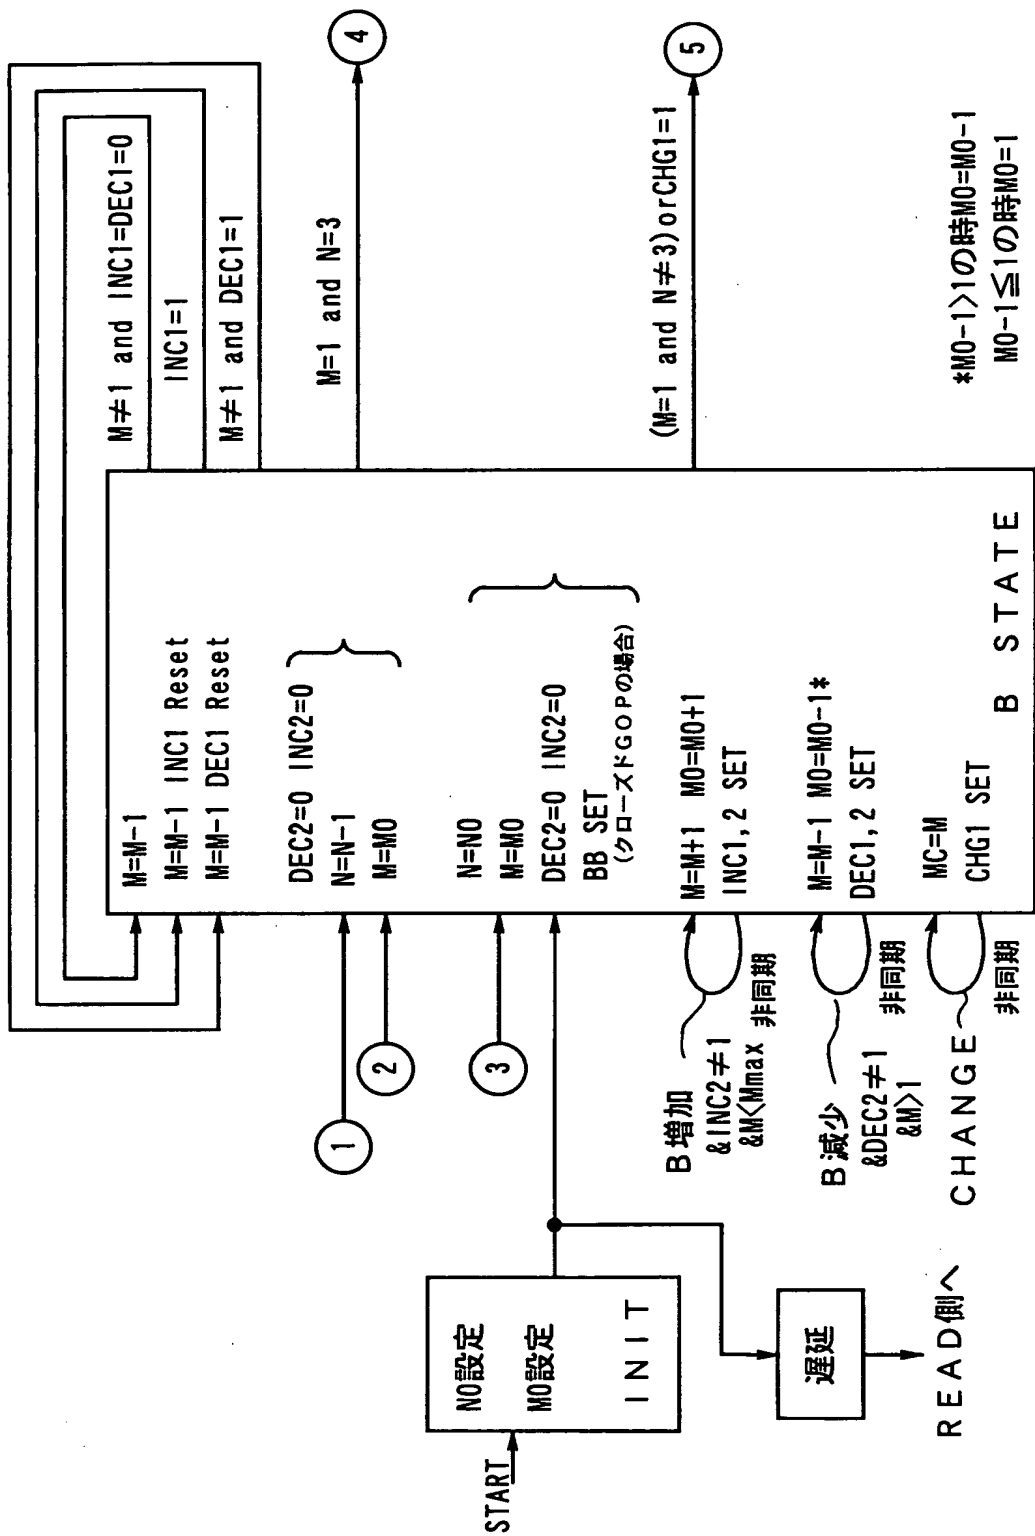 START
N0設定
M0設定
INIT
遅延
READ側へ
1
2
3
B増加
&INC2≠1
&M<Mmax
非同期
B減少
&DEC2≠1
&M>1
非同期
CHANGE
非同期
M=M-1
M=M-1 INC1 Reset
M=M-1 DEC1 Reset
DEC2=0 INC2=0
N=N-1
M=M0
N=N0
M=M0
DEC2=0 INC2=0
BB SET
(クローズドGOPの場合)
M=M+1 M0=M0+1
INC1,2 SET
M=M-1 M0=M0-1*
DEC1,2 SET
MC=M
CHG1 SET
B STATE
M≠1 and INC1=DEC1=0
INC1=1
M≠1 and DEC1=1
M=1 and N=3
4
(M=1 and N≠3)orCHG1=1
5
*M0-1>1の時M0=M0-1
M0-1≦1の時M0=1